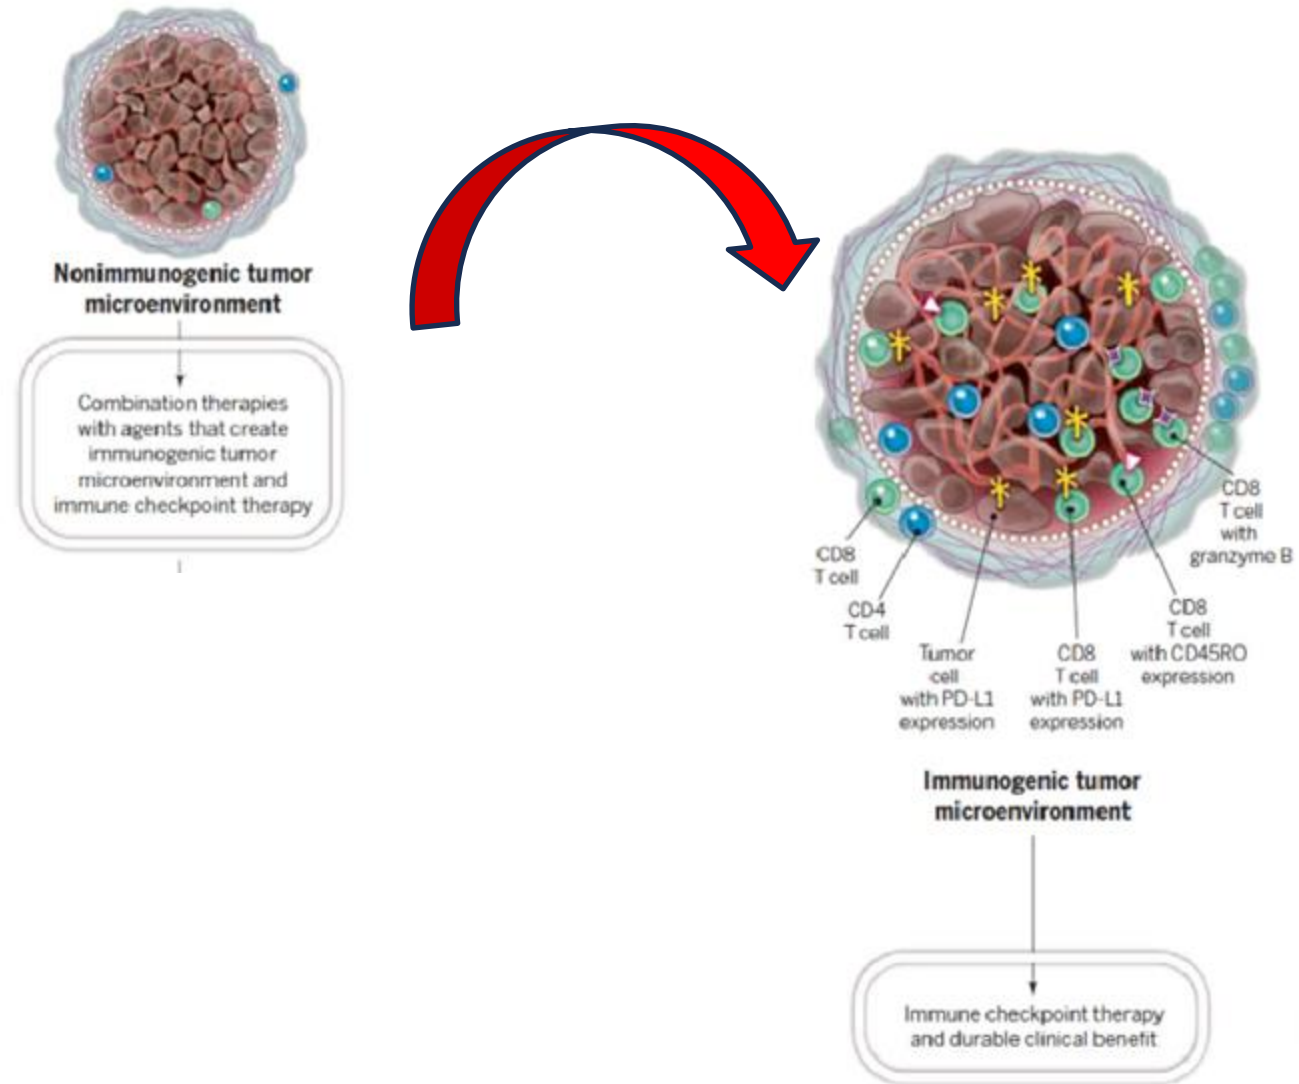 Nonimmunogenic tumor
microenvironment
Combination therapies
with agents that create
immunogenic tumor
microenvironment and
immune checkpoint therapy
CD8
T cell
with
granzyme B
CD8
T cell
CD4
T cell
Tumor
cell
with PD-L1
expression
CD8
T cell
with PD-L1
expression
CD8
T cell
with CD45RO
expression
Immunogenic tumor
microenvironment
Immune checkpoint therapy
and durable clinical benefit